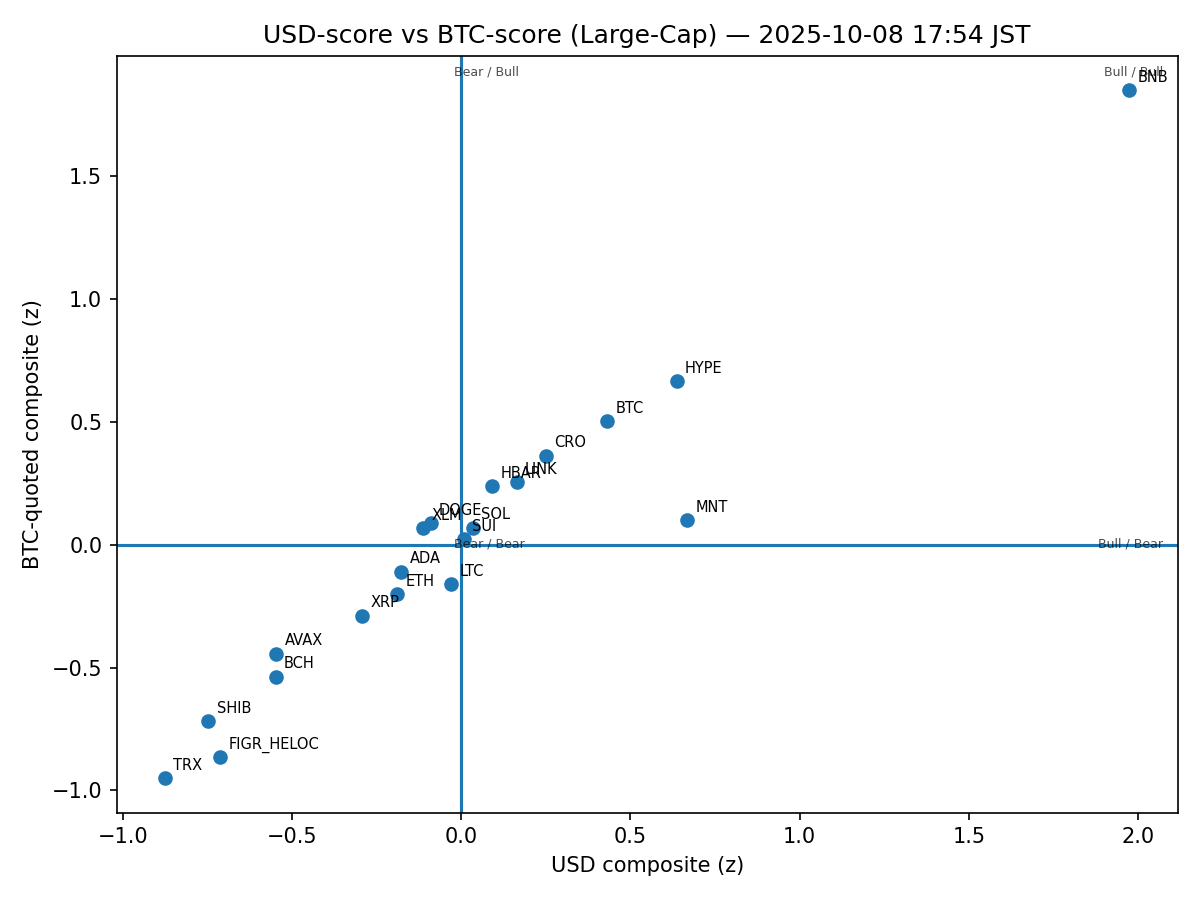 USD-score vs BTC-score (Large-Cap) — 2025-10-08 17:54 JST
Bear / Bull
Bull / Bull
BNB
1.5
1.0
HYPE
BTC
0.5
CRO
LINK
HBAR
MNT
DOGE
SOL
XLM
SUI
0.0
Bear / Bear
Bull / Bear
ADA
LTC
ETH
XRP
AVAX
BCH
−0.5
SHIB
FIGR_HELOC
TRX
−1.0
−1.0 −0.5 0.0 0.5 1.0 1.5 2.0
USD composite (z)
BTC-quoted composite (z)